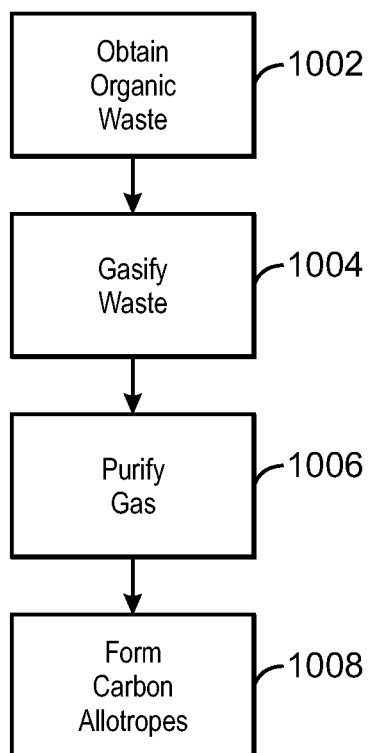 Obtain
Organic
Waste
1002
Gasify
Waste
1004
Purify
Gas
1006
Form
Carbon
Allotropes
1008